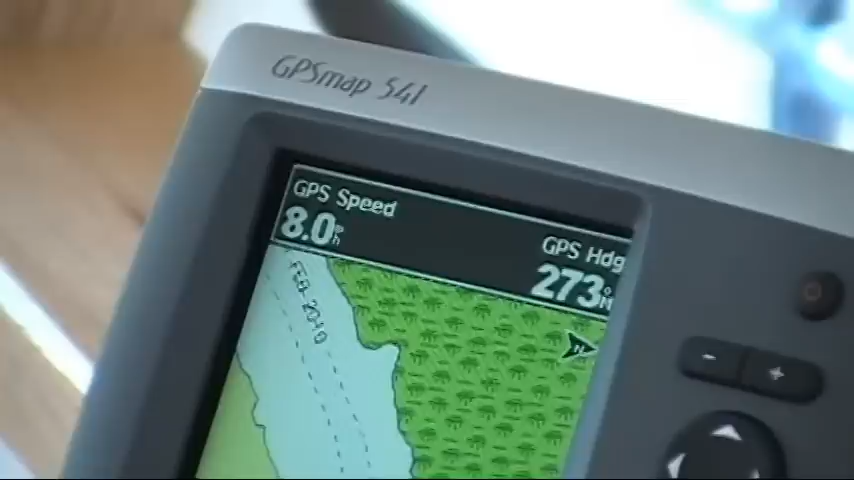 GPSmap 541
GPS Speed
8.0
GPS Hdg
273°M
FEB 2010
N
- +